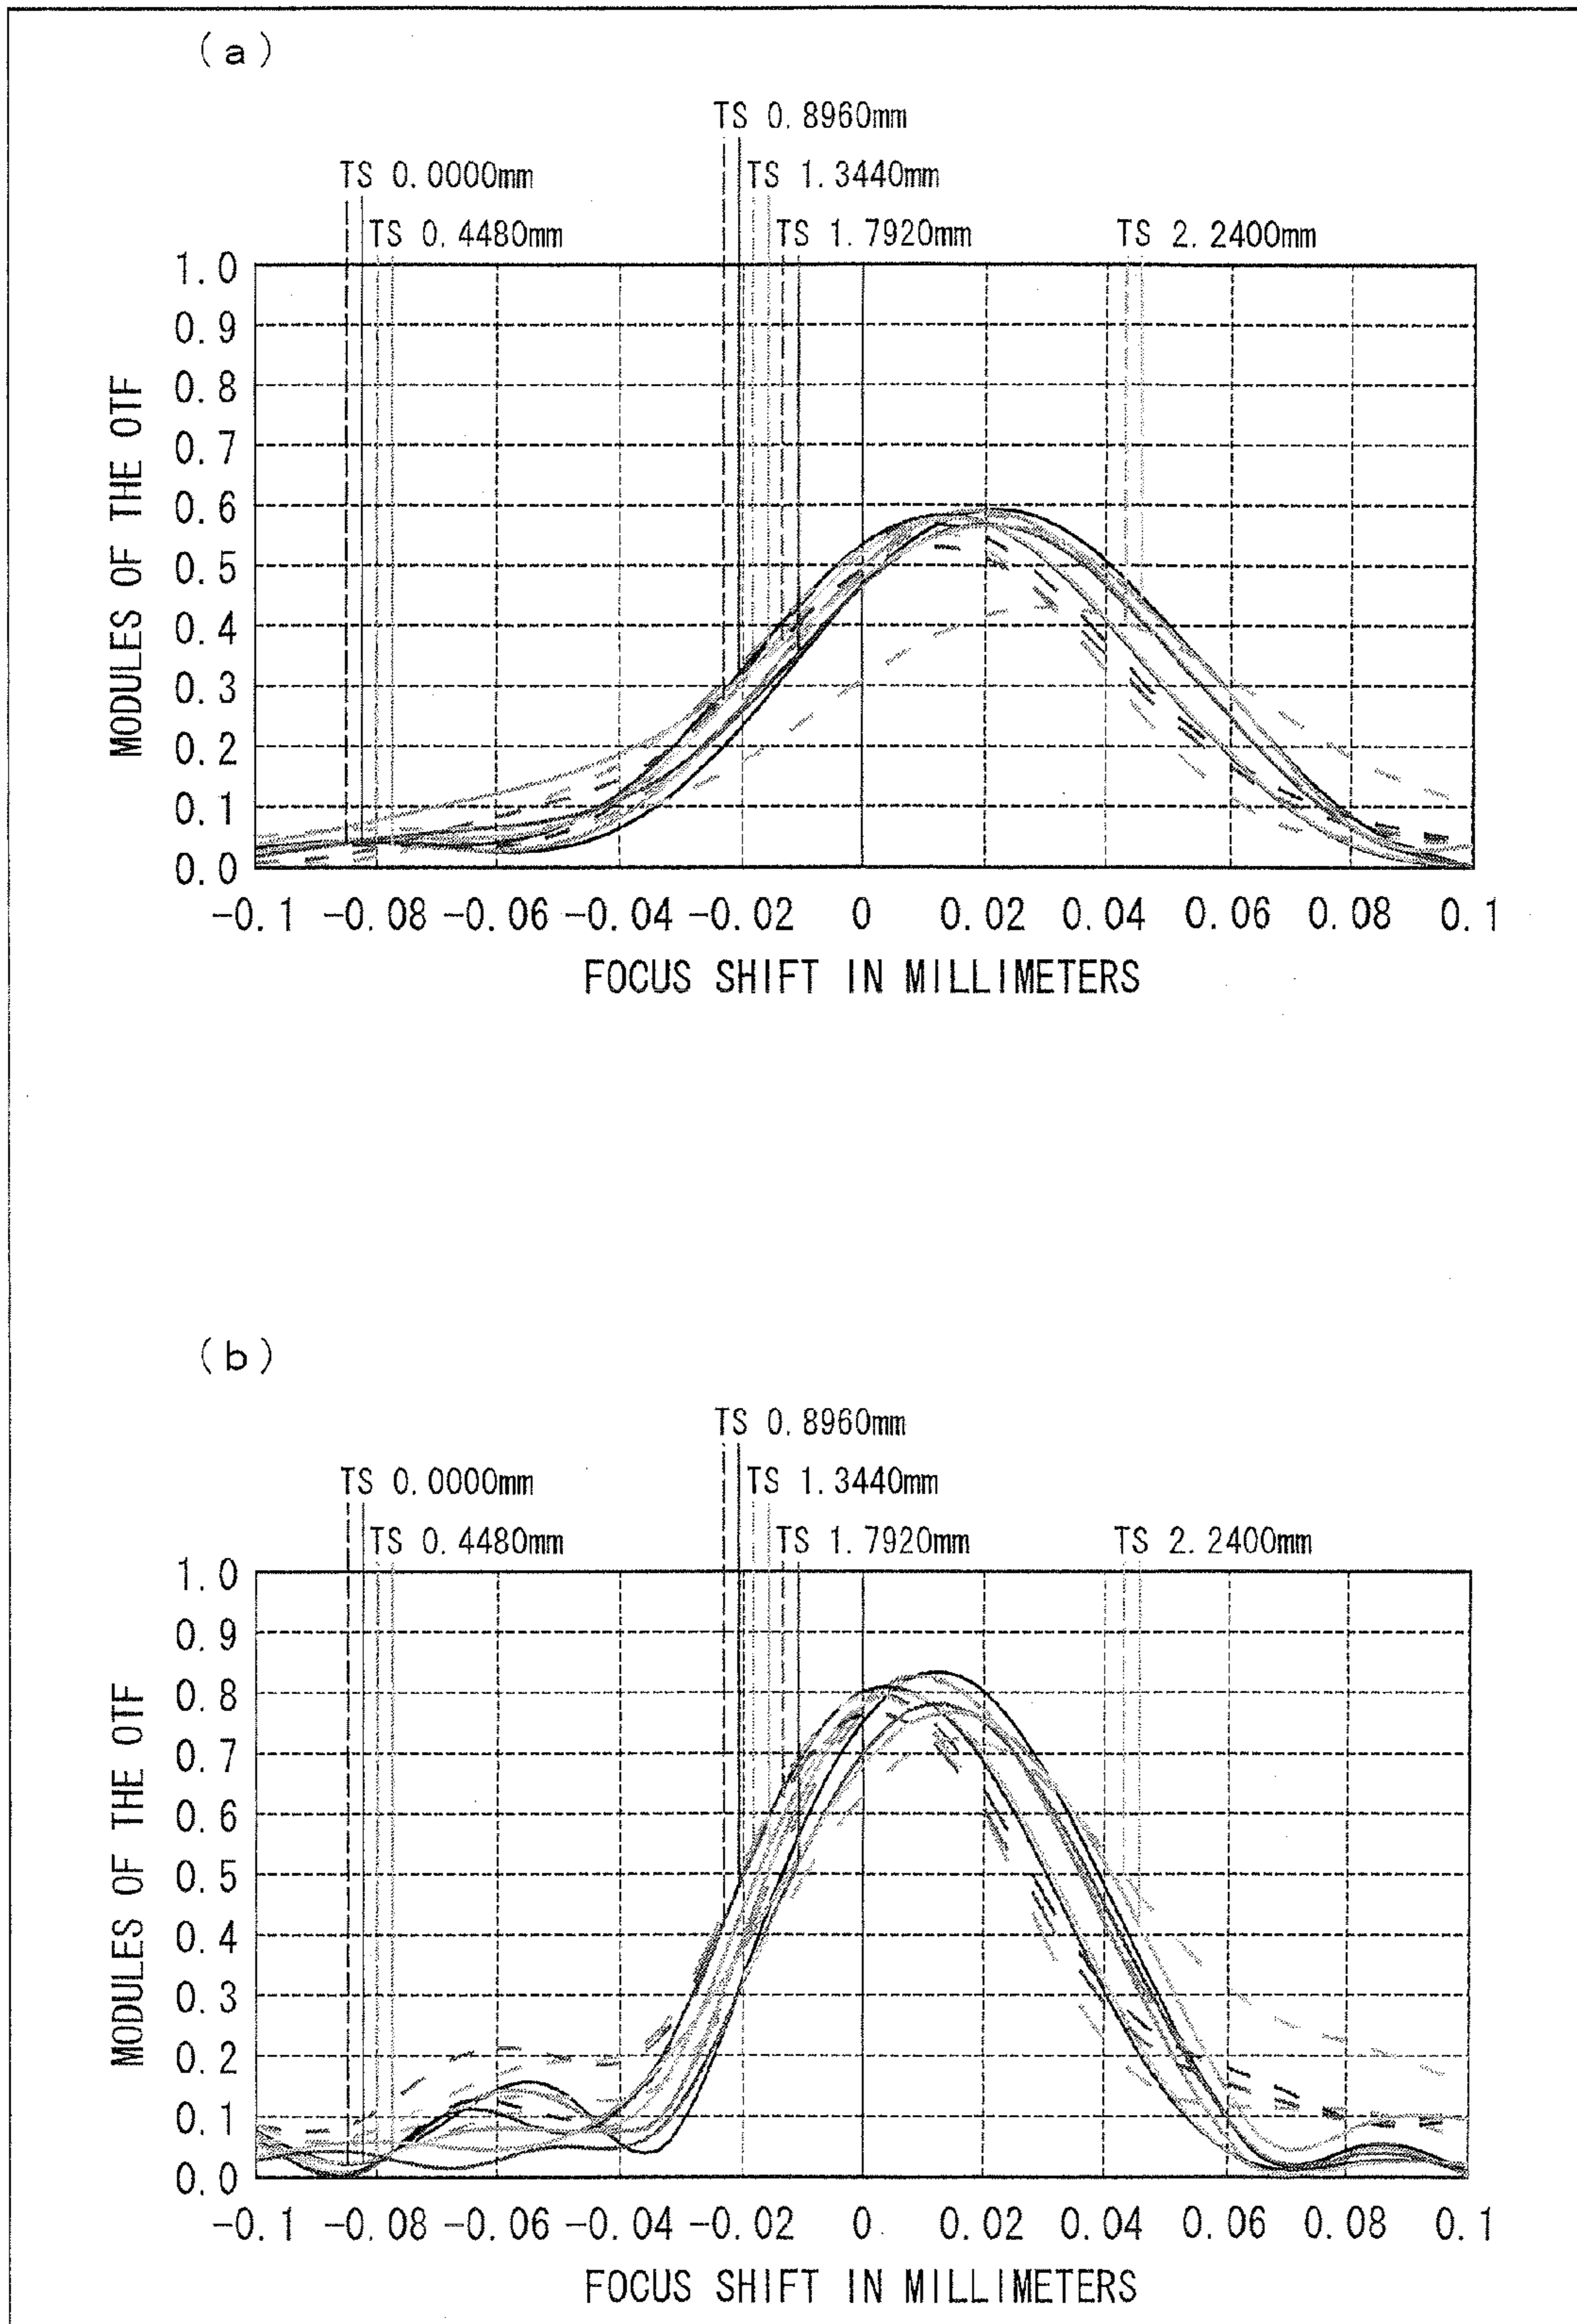 (a)
TS 0.8960mm
TS 0.0000mm
TS 1.3440mm
TS 0.4480mm
TS 1.7920mm
TS 2.2400mm
1.0
0.9
0.8
0.7
0.6
0.5
0.4
0.3
0.2
0.1
0.0
MODULES OF THE OTF
-0.1 -0.08 -0.06 -0.04 -0.02 0 0.02 0.04 0.06 0.08 0.1
FOCUS SHIFT IN MILLIMETERS
(b)
TS 0.8960mm
TS 0.0000mm
TS 1.3440mm
TS 0.4480mm
TS 1.7920mm
TS 2.2400mm
1.0
0.9
0.8
0.7
0.6
0.5
0.4
0.3
0.2
0.1
0.0
MODULES OF THE OTF
-0.1 -0.08 -0.06 -0.04 -0.02 0 0.02 0.04 0.06 0.08 0.1
FOCUS SHIFT IN MILLIMETERS